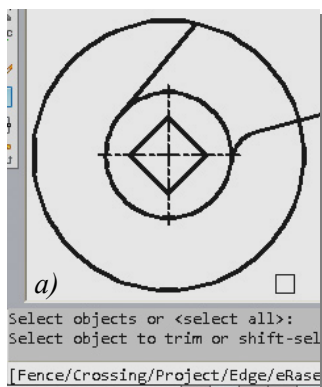 a)
Select objects or <select all>:
Select object to trim or shift-sel
[Fence/Crossing/Project/Edge/eRase